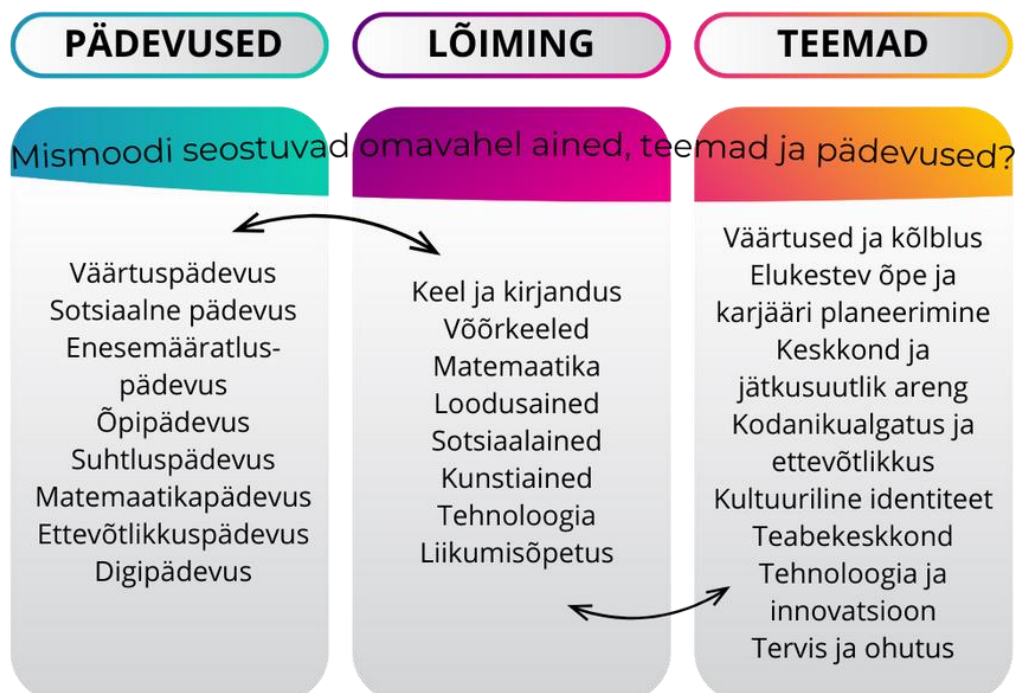 PÄDEVUSED
LÕIMING
TEEMAD
Mismoodi seostuvad omavahel ained, teemad ja pädevused?
Väärtuspädevus
Sotsiaalne pädevus
Enesemääratlus-
pädevus
Õpipädevus
Suhtluspädevus
Matemaatikapädevus
Ettevõtlikkuspädevus
Digipädevus
Keel ja kirjandus
Võõrkeeled
Matemaatika
Loodusained
Sotsiaalained
Kunstiained
Tehnoloogia
Liikumisõpetus
Väärtused ja kõlblus
Elukestev õpe ja
karjääri planeerimine
Keskkond ja
jätkusuutlik areng
Kodanikualgatus ja
ettevõtlikkus
Kultuuriline identiteet
Teabekeskkond
Tehnoloogia ja
innovatsioon
Tervis ja ohutus